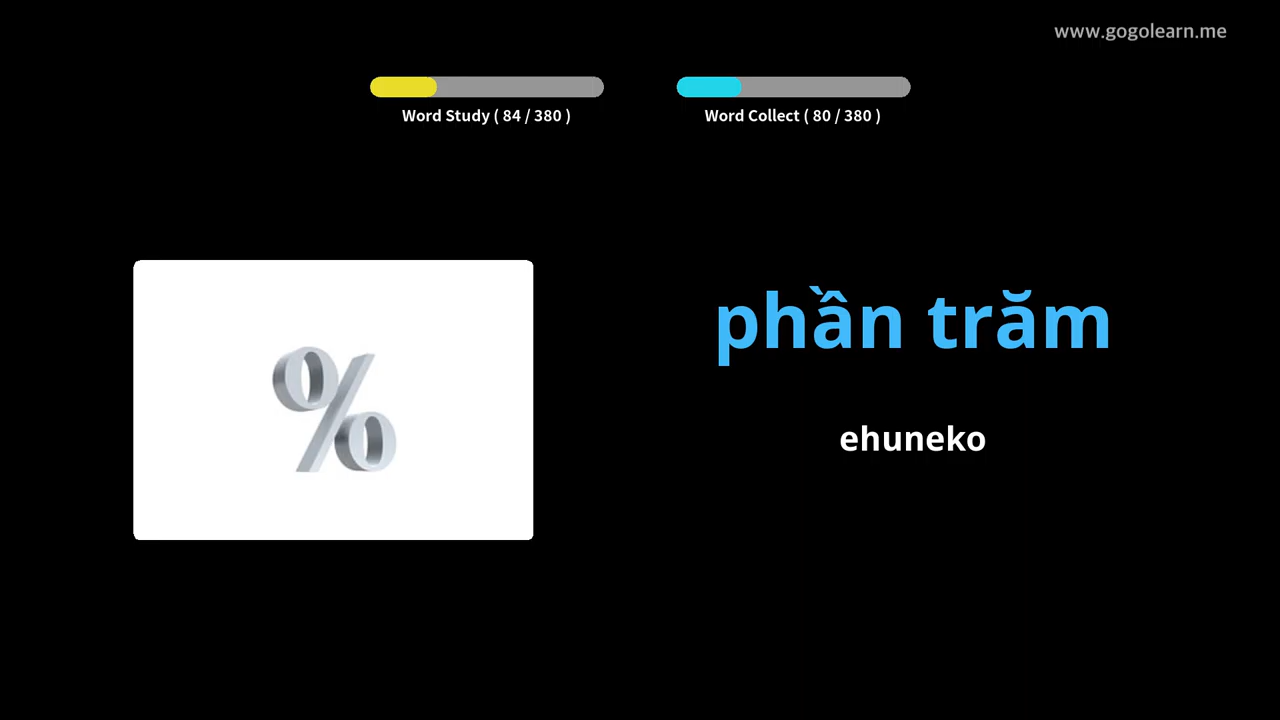 www.gogolearn.me
Word Study ( 84 / 380 )
Word Collect ( 80 / 380 )
%
phần trăm
ehuneko